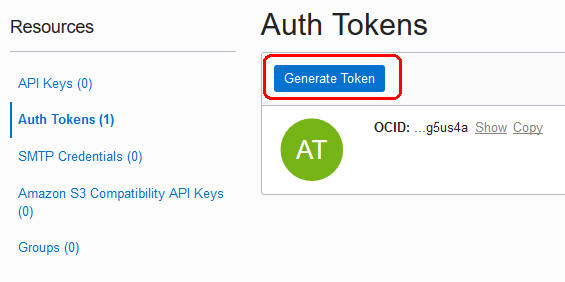 Resources
API Keys (0)
Auth Tokens (1)
SMTP Credentials (0)
Amazon S3 Compatibility API Keys
(0)
Groups (0)
Auth Tokens
Generate Token
AT
OCID: ...g5us4a Show Copy